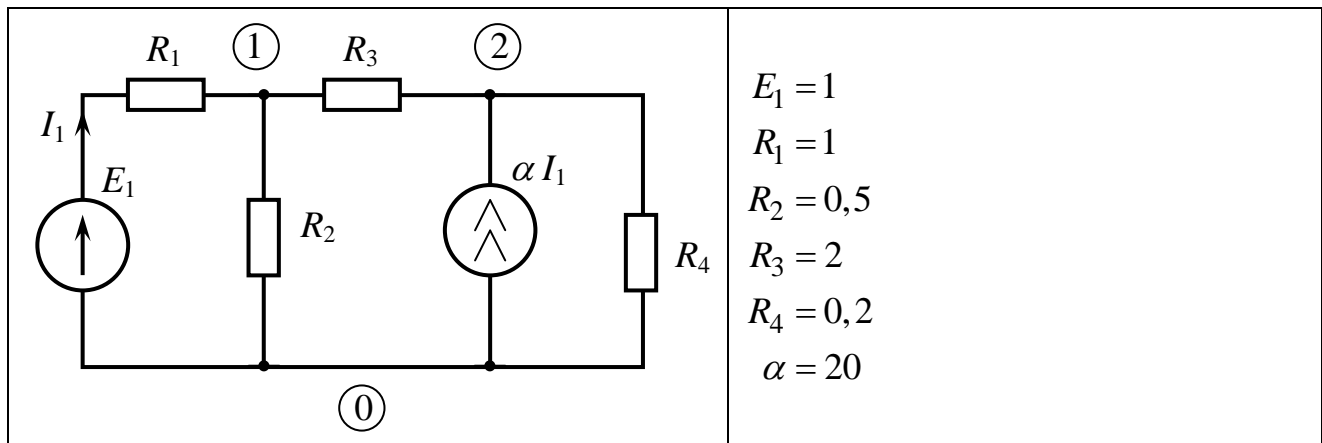 R₁ ① R₃ ②
I₁
E₁
R₂
α I₁
R₄
⓪
E₁ = 1
R₁ = 1
R₂ = 0,5
R₃ = 2
R₄ = 0,2
α = 20